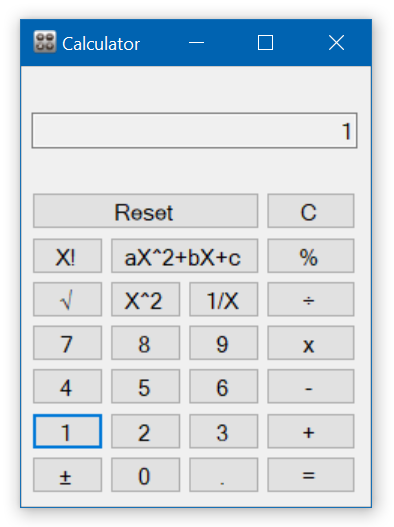 Calculator
1
Reset C
X! aX^2+bX+c %
√ X^2 1/X ÷
7 8 9 x
4 5 6 -
1 2 3 +
± 0 . =